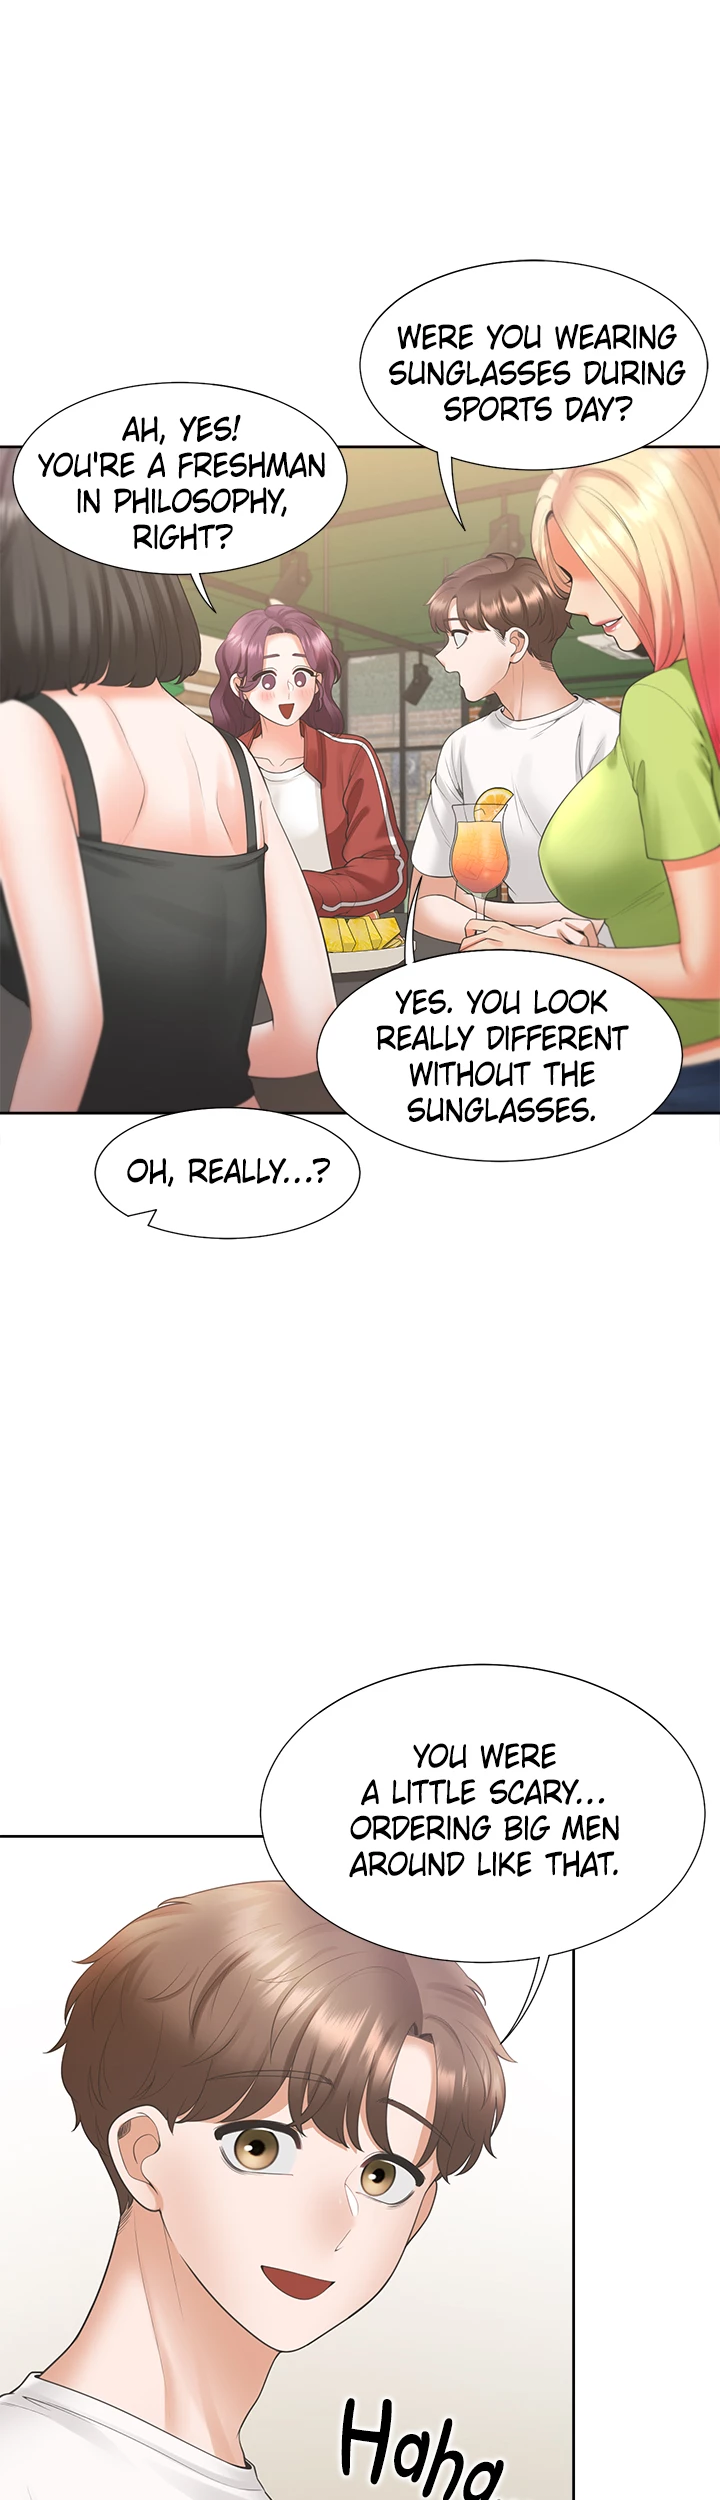 WERE YOU WEARING
SUNGLASSES DURING
SPORTS DAY?
AH, YES!
YOU'RE A FRESHMAN
IN PHILOSOPHY,
RIGHT?
YES. YOU LOOK
REALLY DIFFERENT
WITHOUT THE
SUNGLASSES.
OH, REALLY...?
YOU WERE
A LITTLE SCARY...
ORDERING BIG MEN
AROUND LIKE THAT.
Haha